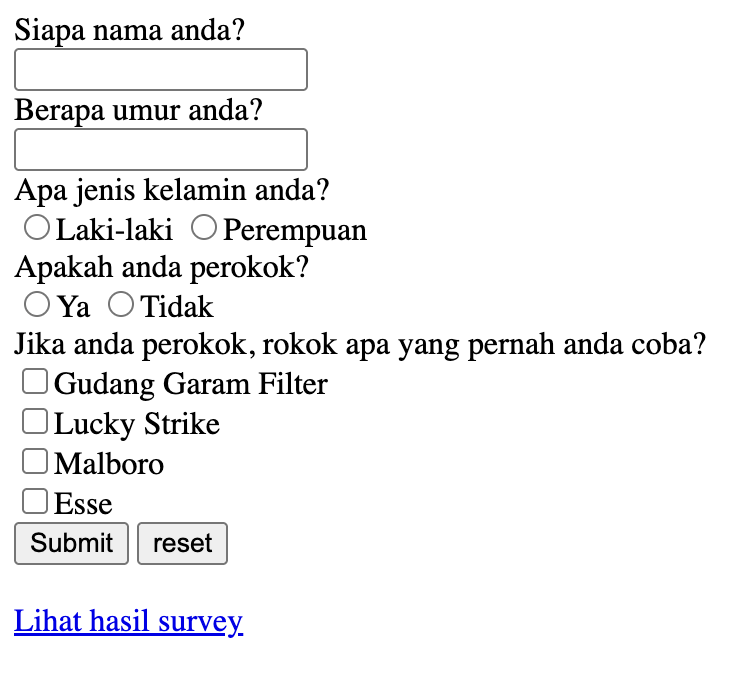 Siapa nama anda?
Berapa umur anda?
Apa jenis kelamin anda?
Laki-laki Perempuan
Apakah anda perokok?
Ya Tidak
Jika anda perokok, rokok apa yang pernah anda coba?
Gudang Garam Filter
Lucky Strike
Malboro
Esse
Submit reset
Lihat hasil survey